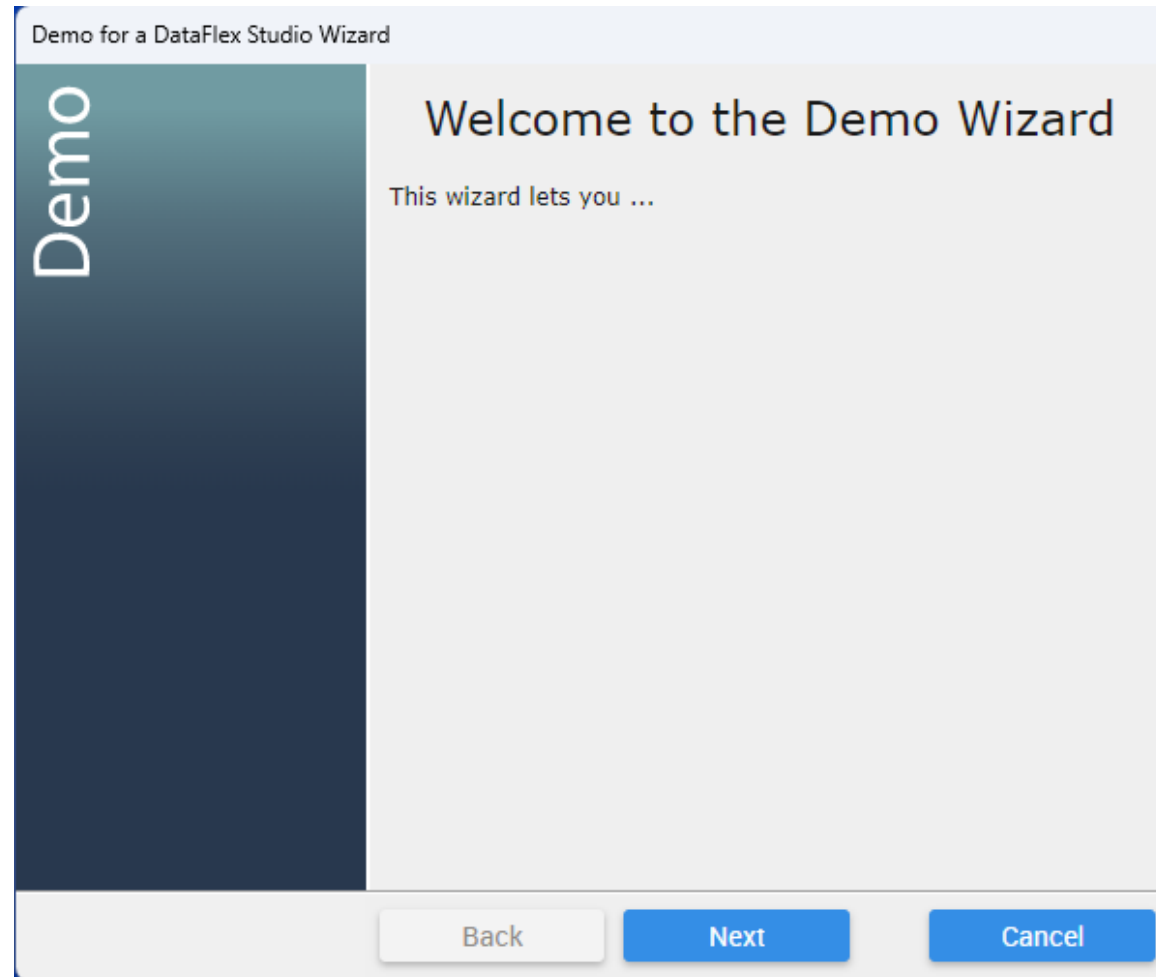 Demo for a DataFlex Studio Wizard
Demo
Welcome to the Demo Wizard
This wizard lets you ...
Back
Next
Cancel